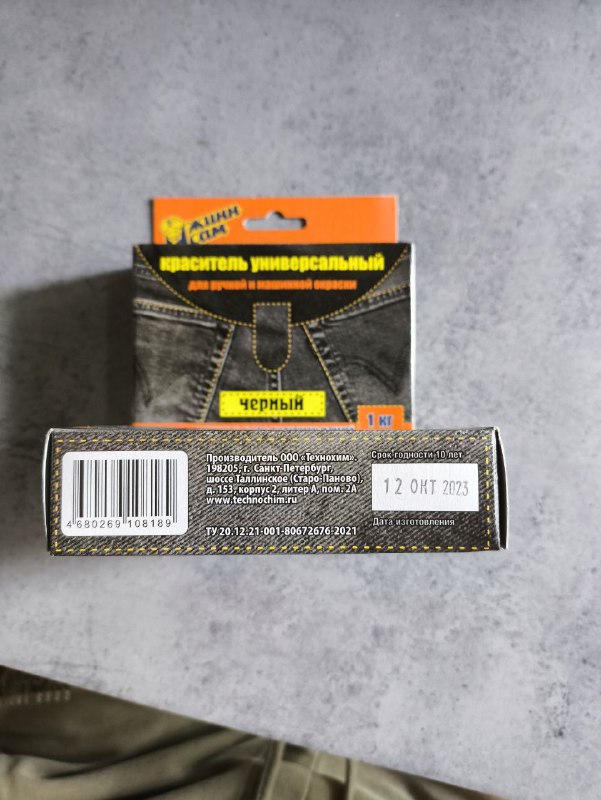 Джинн
Сам
краситель универсальный
для ручной и машинной окраски
черный
1 кг
Производитель ООО «Технохим».
198205, г. Санкт-Петербург,
шоссе Таллинское (Старо-Паново),
д. 153, корпус 2, литер А, пом. 2А
www.technochim.ru
ТУ 20.12.21-001-80672676-2021
Срок годности 10 лет
12 ОКТ 2023
Дата изготовления
4 680269 108189